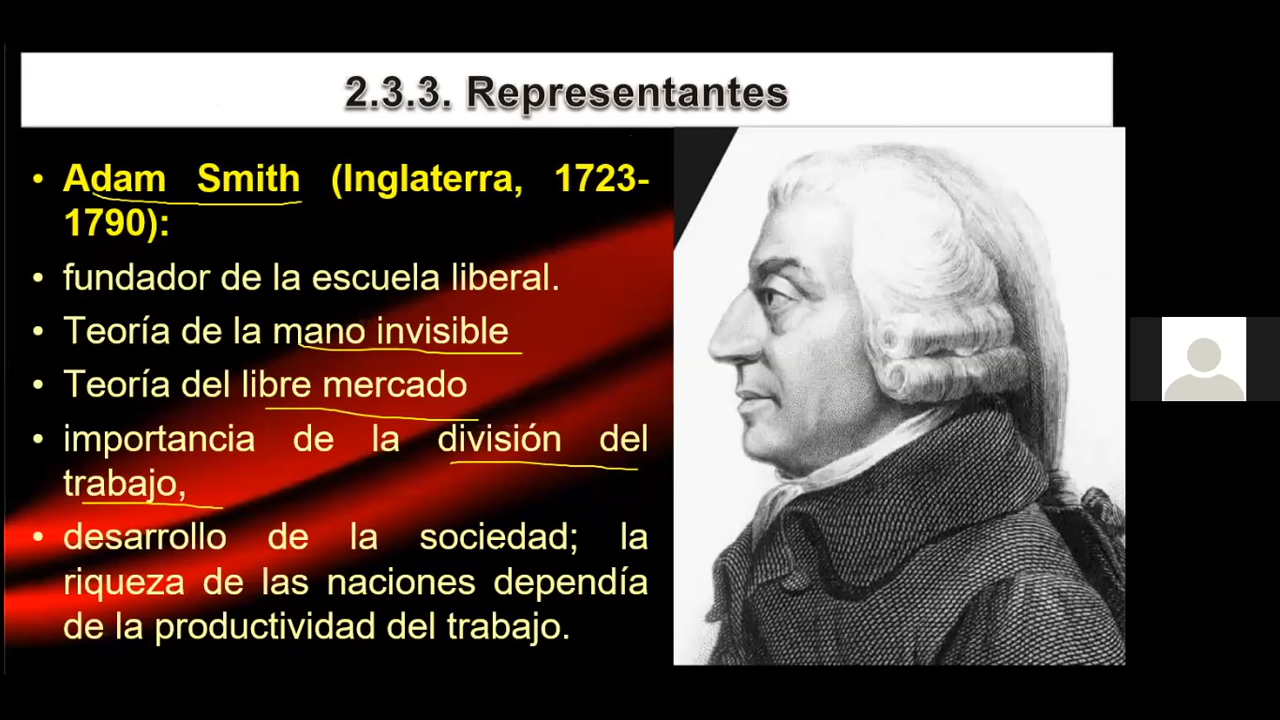 2.3.3. Representantes
• Adam Smith (Inglaterra, 1723-
1790):
• fundador de la escuela liberal.
• Teoría de la mano invisible
• Teoría del libre mercado
• importancia de la división del
trabajo,
• desarrollo de la sociedad; la
riqueza de las naciones dependía
de la productividad del trabajo.